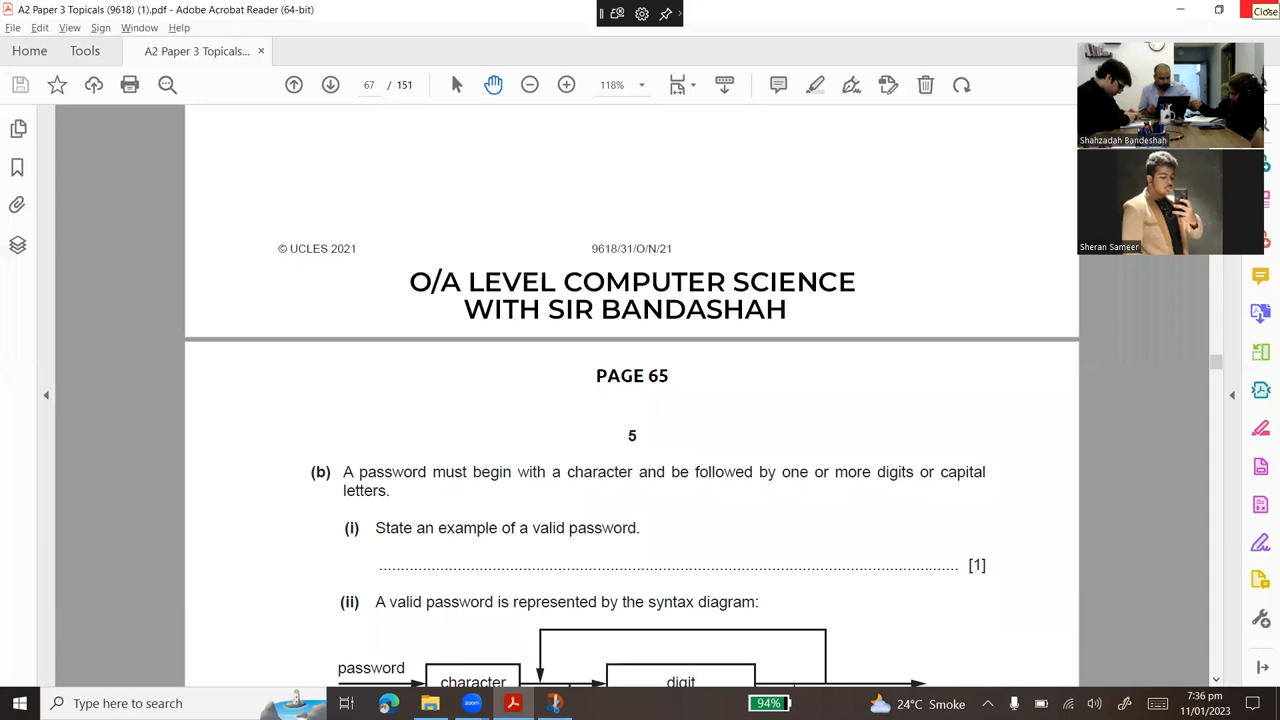 A2 Paper 3 Topicals (9618) (1).pdf - Adobe Acrobat Reader (64-bit)
Close
File Edit View Sign Window Help
Home Tools A2 Paper 3 Topicals... ×
67 / 151
118%
Shahzadah Bandeshah
Sheran Sameer
© UCLES 2021 9618/31/O/N/21
O/A LEVEL COMPUTER SCIENCE
WITH SIR BANDASHAH
PAGE 65
5
(b) A password must begin with a character and be followed by one or more digits or capital
letters.
(i) State an example of a valid password.
[1]
(ii) A valid password is represented by the syntax diagram:
password
character digit
Type here to search
zoom
94%
24°C Smoke
7:36 pm
11/01/2023